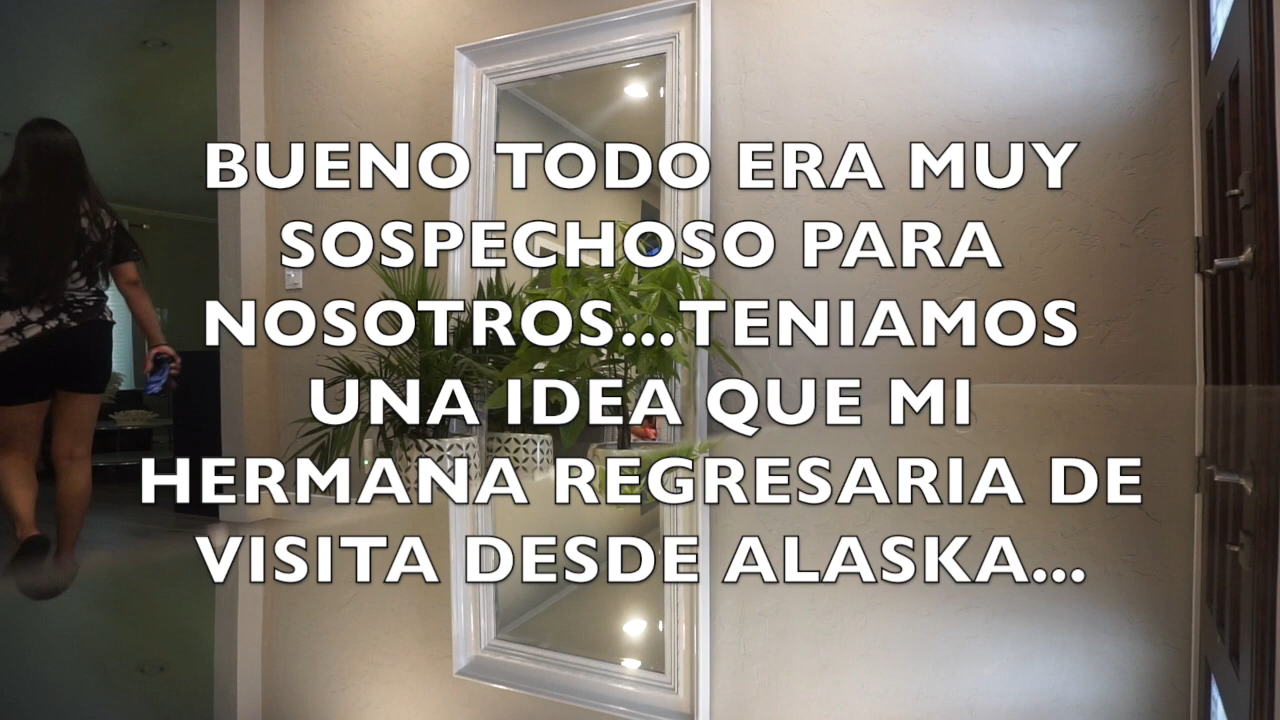 BUENO TODO ERA MUY
SOSPECHOSO PARA
NOSOTROS...TENIAMOS
UNA IDEA QUE MI
HERMANA REGRESARIA DE
VISITA DESDE ALASKA...